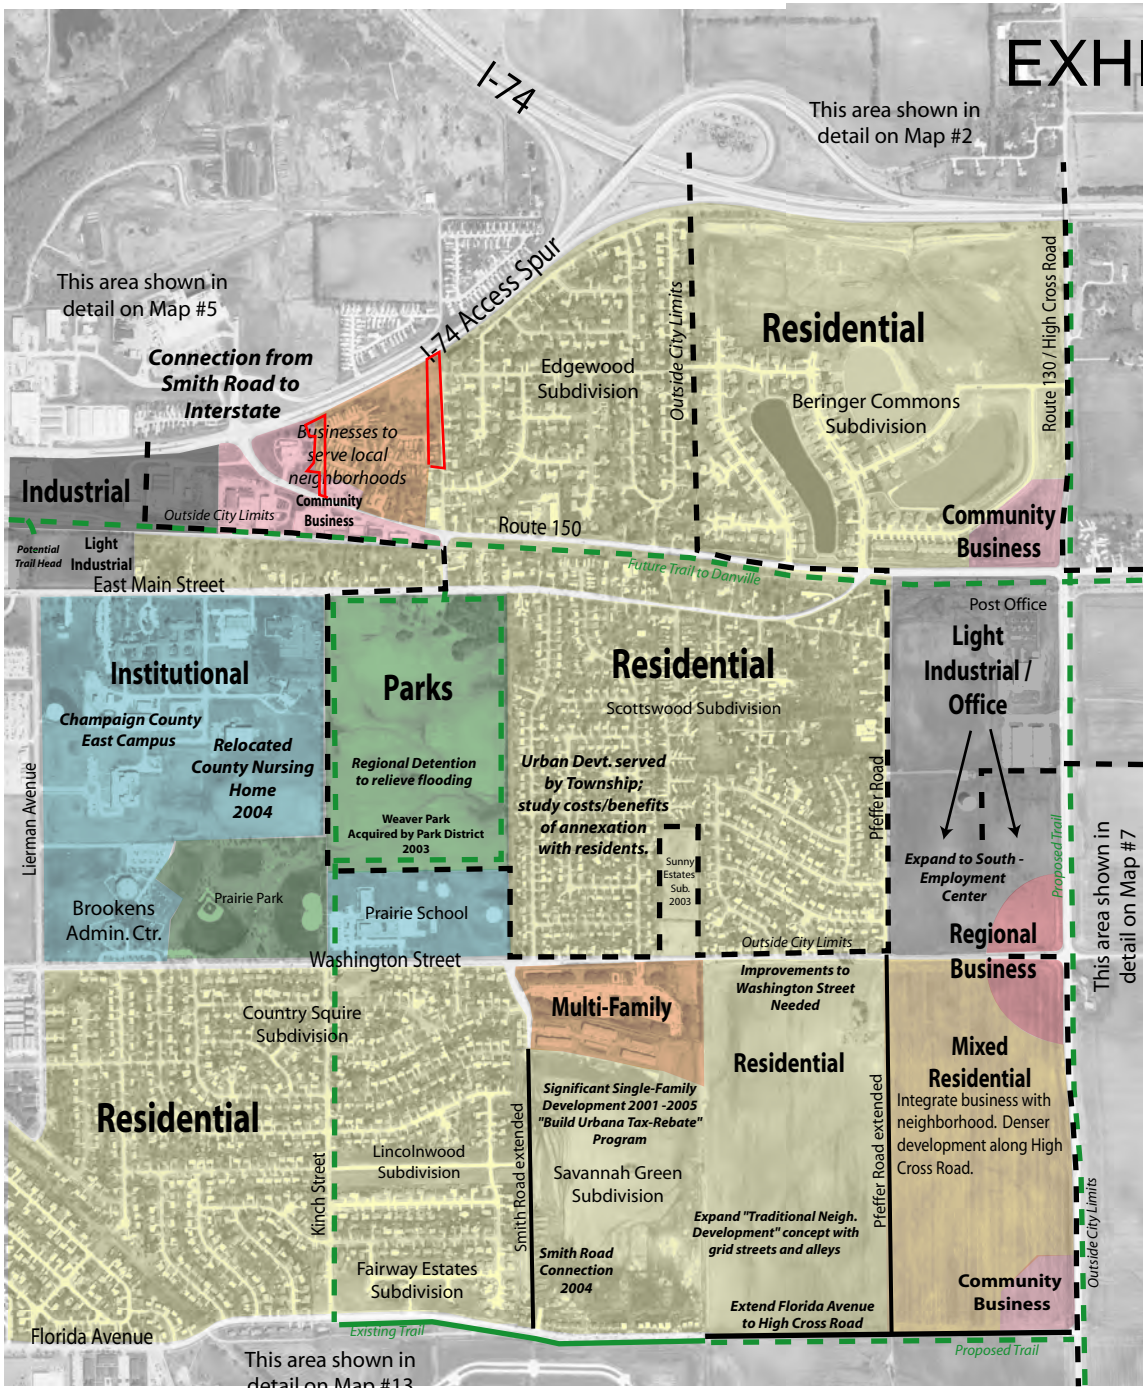 EXHI
I-74
This area shown in
detail on Map #2
I-74 Access Spur
This area shown in
detail on Map #5
Connection from
Smith Road to
Interstate
Edgewood
Subdivision
Outside City Limits
Residential
Route 130 / High Cross Road
Beringer Commons
Subdivision
Businesses to
serve local
neighborhoods
Community
Business
Industrial
Outside City Limits
Route 150
Community
Business
Potential
Trail Head
Light
Industrial
Future Trail to Danville
East Main Street
Post Office
Light
Industrial /
Office
Institutional
Champaign County
East Campus
Relocated
County Nursing
Home
2004
Parks
Regional Detention
to relieve flooding
Weaver Park
Acquired by Park District
2003
Residential
Scottswood Subdivision
Urban Devt. served
by Township;
study costs/benefits
of annexation
with residents.
Sunny
Estates
Sub.
2003
Pfeffer Road
Lierman Avenue
Expand to South -
Employment
Center
Proposed Trail
This area shown in
detail on Map #7
Brookens
Admin. Ctr.
Prairie Park
Prairie School
Outside City Limits
Regional
Business
Washington Street
Improvements to
Washington Street
Needed
Country Squire
Subdivision
Multi-Family
Residential
Mixed
Residential
Integrate business with
neighborhood. Denser
development along High
Cross Road.
Residential
Significant Single-Family
Development 2001 -2005
"Build Urbana Tax-Rebate"
Program
Lincolnwood
Subdivision
Savannah Green
Subdivision
Kinch Street
Smith Road extended
Pfeffer Road extended
Outside City Limits
Expand "Traditional Neigh.
Development" concept with
grid streets and alleys
Smith Road
Connection
2004
Fairway Estates
Subdivision
Community
Business
Extend Florida Avenue
to High Cross Road
Florida Avenue
Existing Trail
Proposed Trail
This area shown in
detail on Map #13